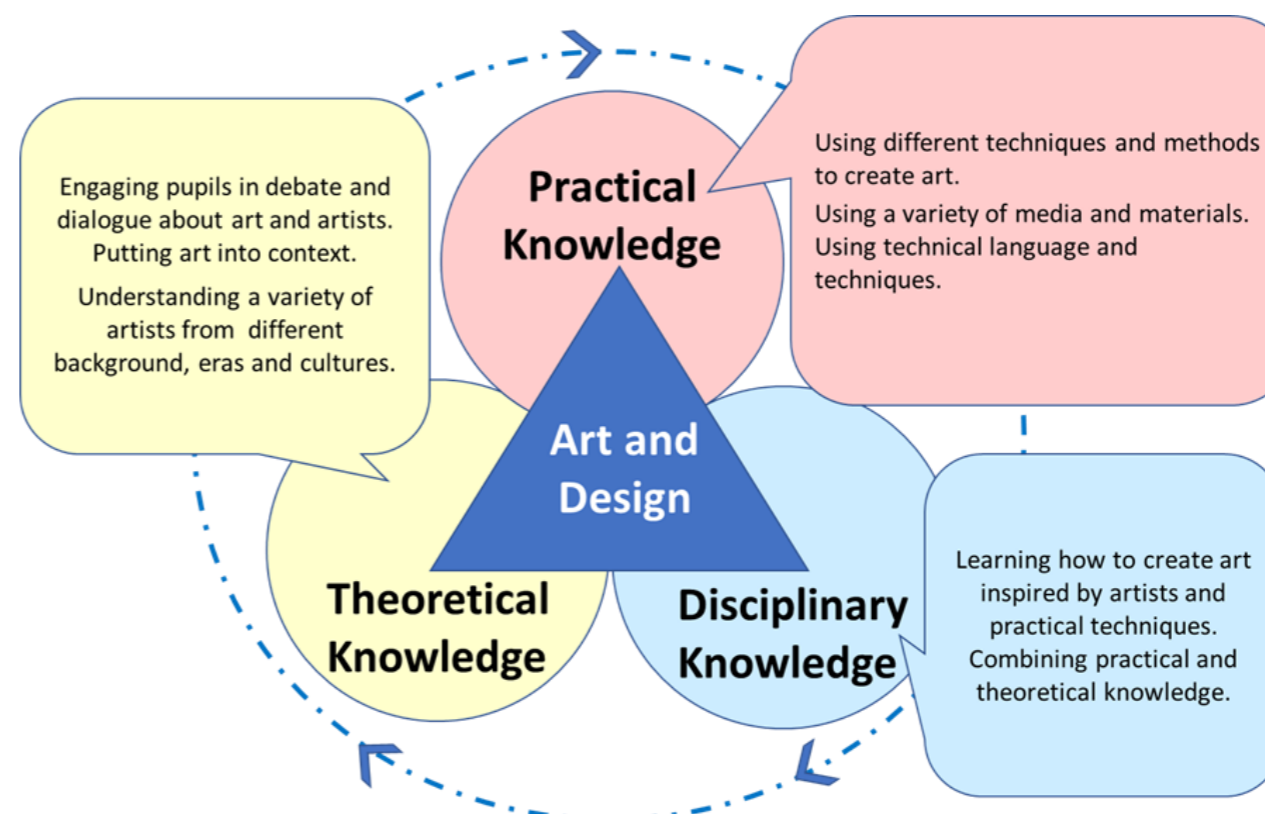 Engaging pupils in debate and
dialogue about art and artists.
Putting art into context.
Understanding a variety of
artists from different
background, eras and cultures.
Practical
Knowledge
Using different techniques and methods
to create art.
Using a variety of media and materials.
Using technical language and
techniques.
Art and
Design
Theoretical
Knowledge
Disciplinary
Knowledge
Learning how to create art
inspired by artists and
practical techniques.
Combining practical and
theoretical knowledge.